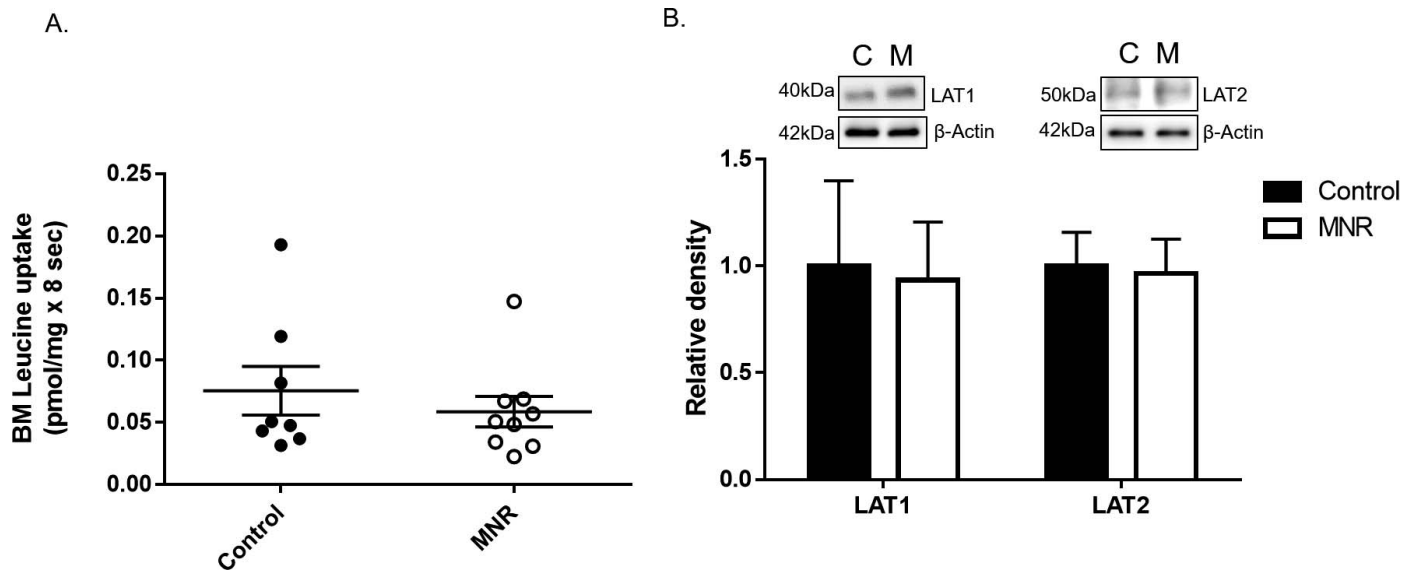 A.
BM Leucine uptake
(pmol/mg x 8 sec)
0.25
0.20
0.15
0.10
0.05
0.00
Control
MNR
B.
C M
40kDa
LAT1
42kDa
β-Actin
C M
50kDa
LAT2
42kDa
β-Actin
Relative density
1.5
1.0
0.5
0.0
LAT1
LAT2
Control
MNR